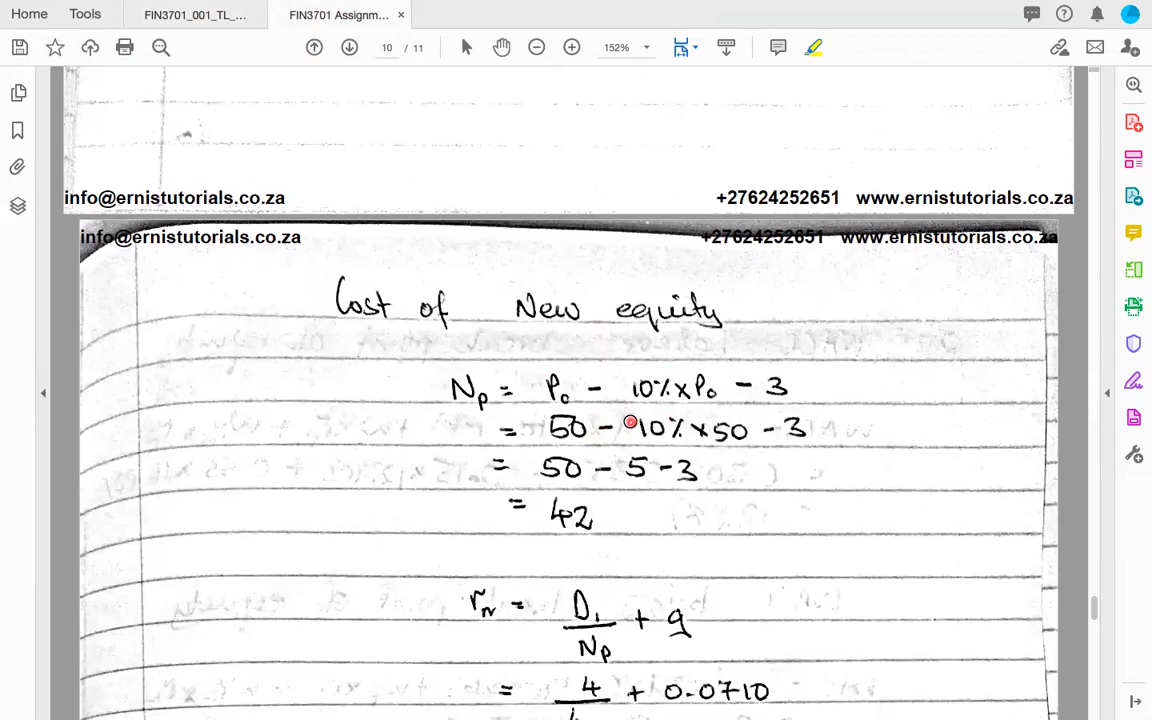 Home Tools FIN3701_001_TL_... FIN3701 Assignm... ×
10 / 11 152%
info@ernistutorials.co.za +27624252651 www.ernistutorials.co.za
info@ernistutorials.co.za +27624252651 www.ernistutorials.co.za
Cost of New equity
Np = P₀ - 10% × P₀ - 3
= 50 - 10% × 50 - 3
= 50 - 5 - 3
= 42
rₙ = D₁/Np + g
= 4 + 0.0710